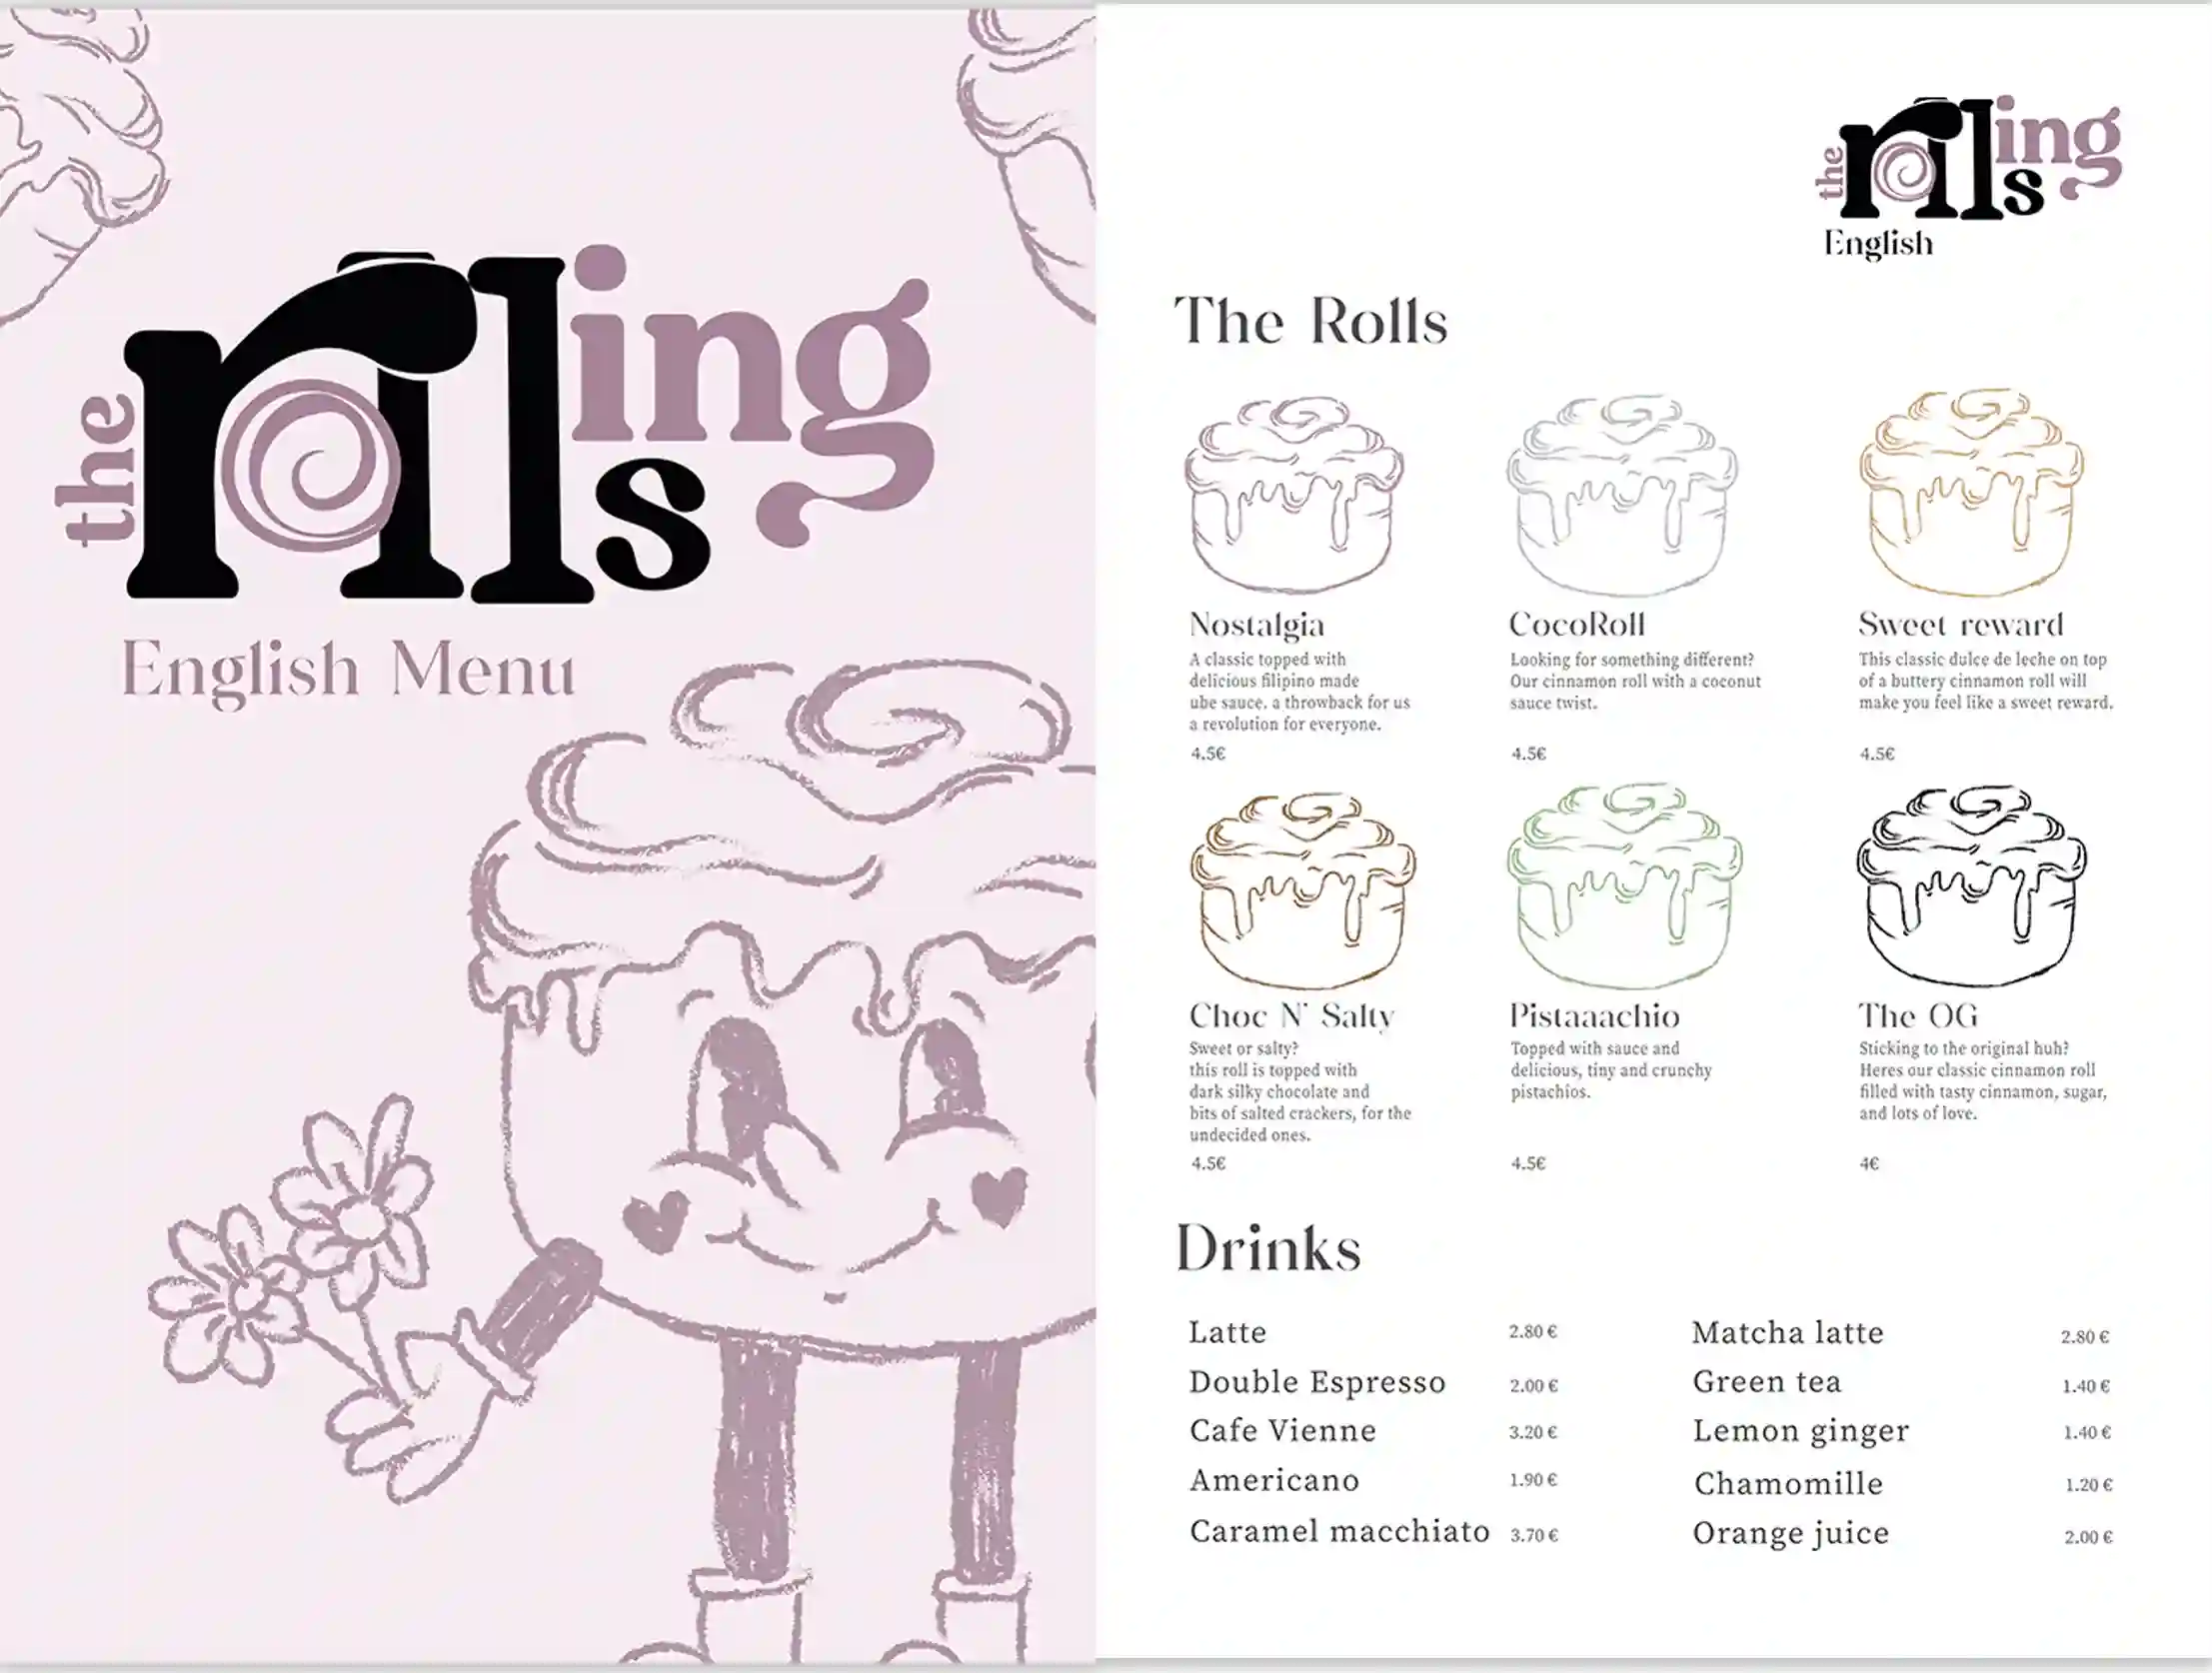 the rolling
s
English Menu
the rolling
s
English
The Rolls
Nostalgia
A classic topped with
delicious filipino made
ube sauce. a throwback for us
a revolution for everyone.
4.5€
CocoRoll
Looking for something different?
Our cinnamon roll with a coconut
sauce twist.
4.5€
Sweet reward
This classic dulce de leche on top
of a buttery cinnamon roll will
make you feel like a sweet reward.
4.5€
Choc N' Salty
Sweet or salty?
this roll is topped with
dark silky chocolate and
bits of salted crackers, for the
undecided ones.
4.5€
Pistaaachio
Topped with sauce and
delicious, tiny and crunchy
pistachios.
4.5€
The OG
Sticking to the original huh?
Heres our classic cinnamon roll
filled with tasty cinnamon, sugar,
and lots of love.
4€
Drinks
Latte 2.80 €
Double Espresso 2.00 €
Cafe Vienne 3.20 €
Americano 1.90 €
Caramel macchiato 3.70 €
Matcha latte 2.80 €
Green tea 1.40 €
Lemon ginger 1.40 €
Chamomille 1.20 €
Orange juice 2.00 €